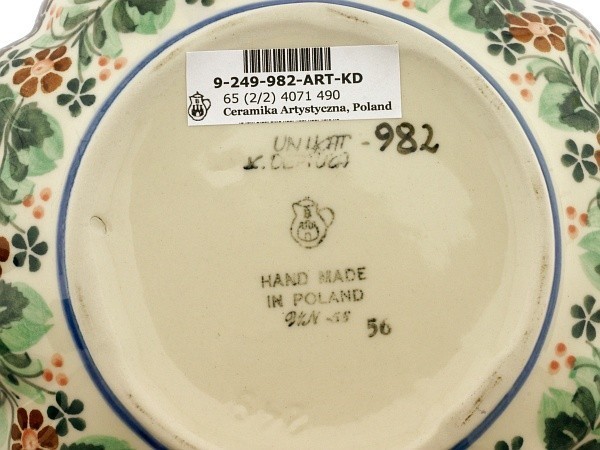 9-249-982-ART-KD
65 (2/2) 4071 490
Ceramika Artystyczna, Poland
UNIKAT - 982
HAND MADE
IN POLAND
56